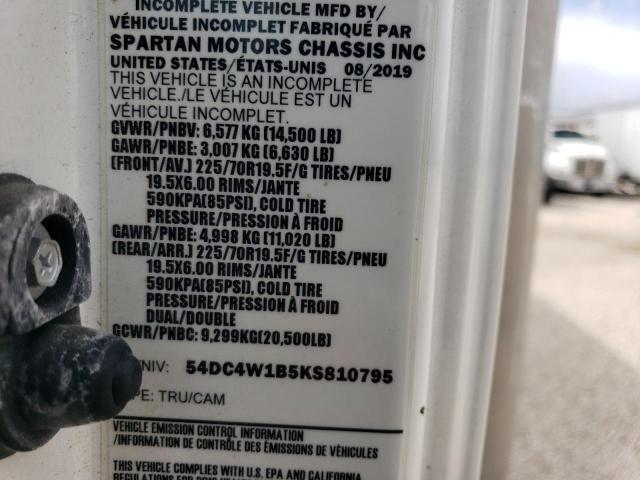 INCOMPLETE VEHICLE MFD BY/
VÉHICULE INCOMPLET FABRIQUÉ PAR
SPARTAN MOTORS CHASSIS INC
UNITED STATES/ÉTATS-UNIS 08/2019
THIS VEHICLE IS AN INCOMPLETE
VEHICLE./LE VÉHICULE EST UN
VÉHICULE INCOMPLET.
GVWR/PNBV: 6,577 KG (14,500 LB)
GAWR/PNBE: 3,007 KG (6,630 LB)
(FRONT/AV.) 225/70R19.5F/G TIRES/PNEU
19.5X6.00 RIMS/JANTE
590KPA(85PSI), COLD TIRE
PRESSURE/PRESSION À FROID
GAWR/PNBE: 4,998 KG (11,020 LB)
(REAR/ARR.) 225/70R19.5F/G TIRES/PNEU
19.5X6.00 RIMS/JANTE
590KPA(85PSI), COLD TIRE
PRESSURE/PRESSION À FROID
DUAL/DOUBLE
GCWR/PNBC: 9,299KG(20,500LB)
/NIV: 54DC4W1B5KS810795
PE: TRU/CAM
VEHICLE EMISSION CONTROL INFORMATION
/INFORMATION DE CONTRÔLE DES ÉMISSIONS DE VÉHICULES
THIS VEHICLE COMPLIES WITH U.S. EPA AND CALIFORNIA
REGULATIONS FOR